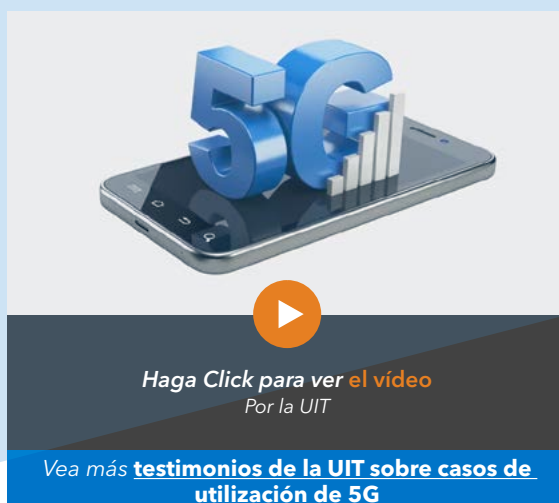 5G
Haga Click para ver el vídeo
Por la UIT
Vea más testimonios de la UIT sobre casos de
utilización de 5G